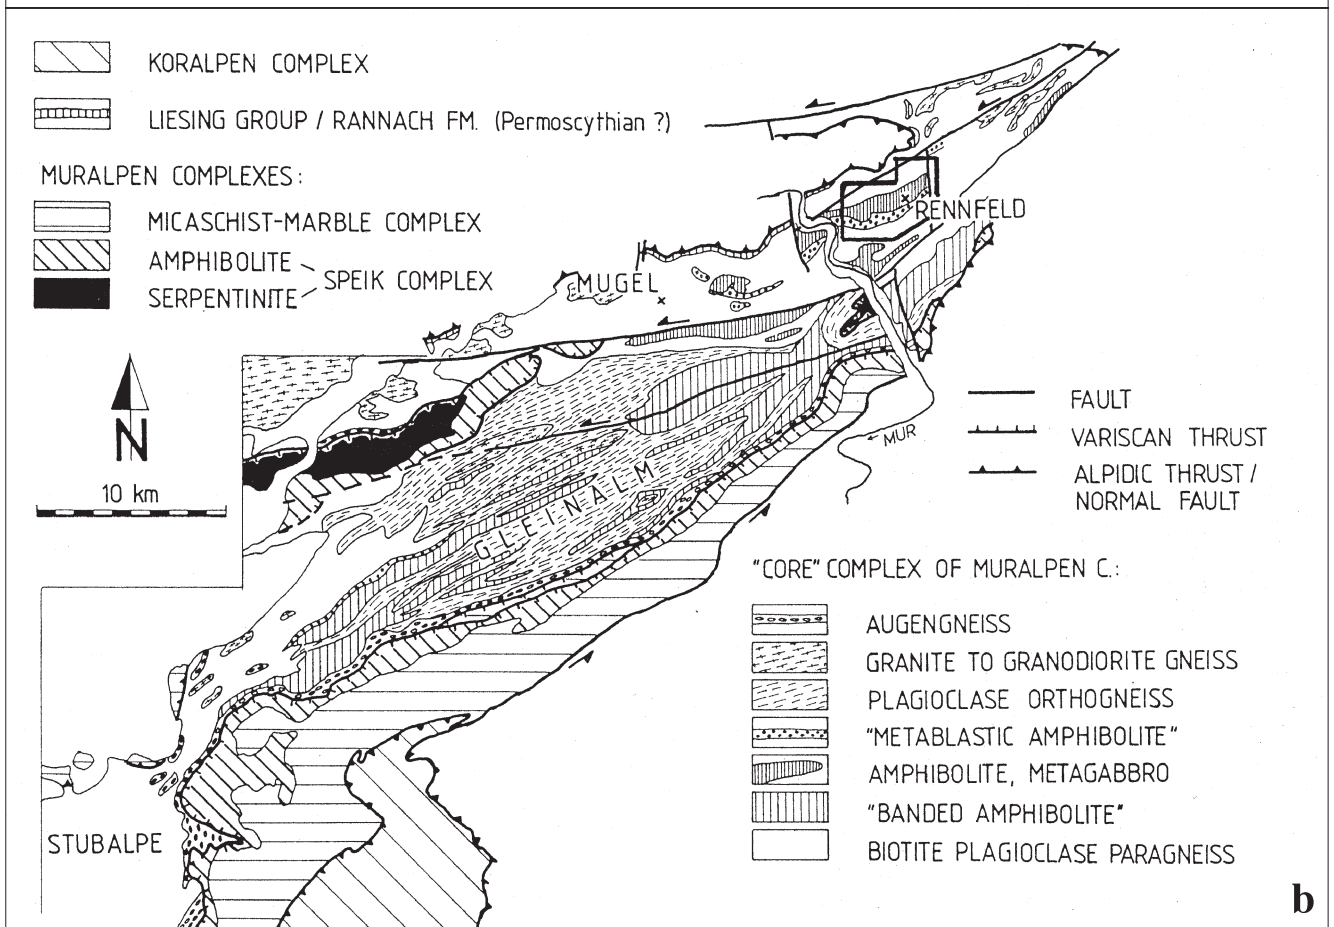 KORALPEN COMPLEX
LIESING GROUP / RANNACH FM. (Permoscythian ?)
MURALPEN COMPLEXES:
MICASCHIST-MARBLE COMPLEX
AMPHIBOLITE
SPEIK COMPLEX
SERPENTINITE
RENNFELD
MUGEL
N
10 km
MUR
GLEINALM
STUBALPE
FAULT
VARISCAN THRUST
ALPIDIC THRUST /
NORMAL FAULT
"CORE" COMPLEX OF MURALPEN C.:
AUGENGNEISS
GRANITE TO GRANODIORITE GNEISS
PLAGIOCLASE ORTHOGNEISS
"METABLASTIC AMPHIBOLITE"
AMPHIBOLITE, METAGABBRO
"BANDED AMPHIBOLITE"
BIOTITE PLAGIOCLASE PARAGNEISS
b